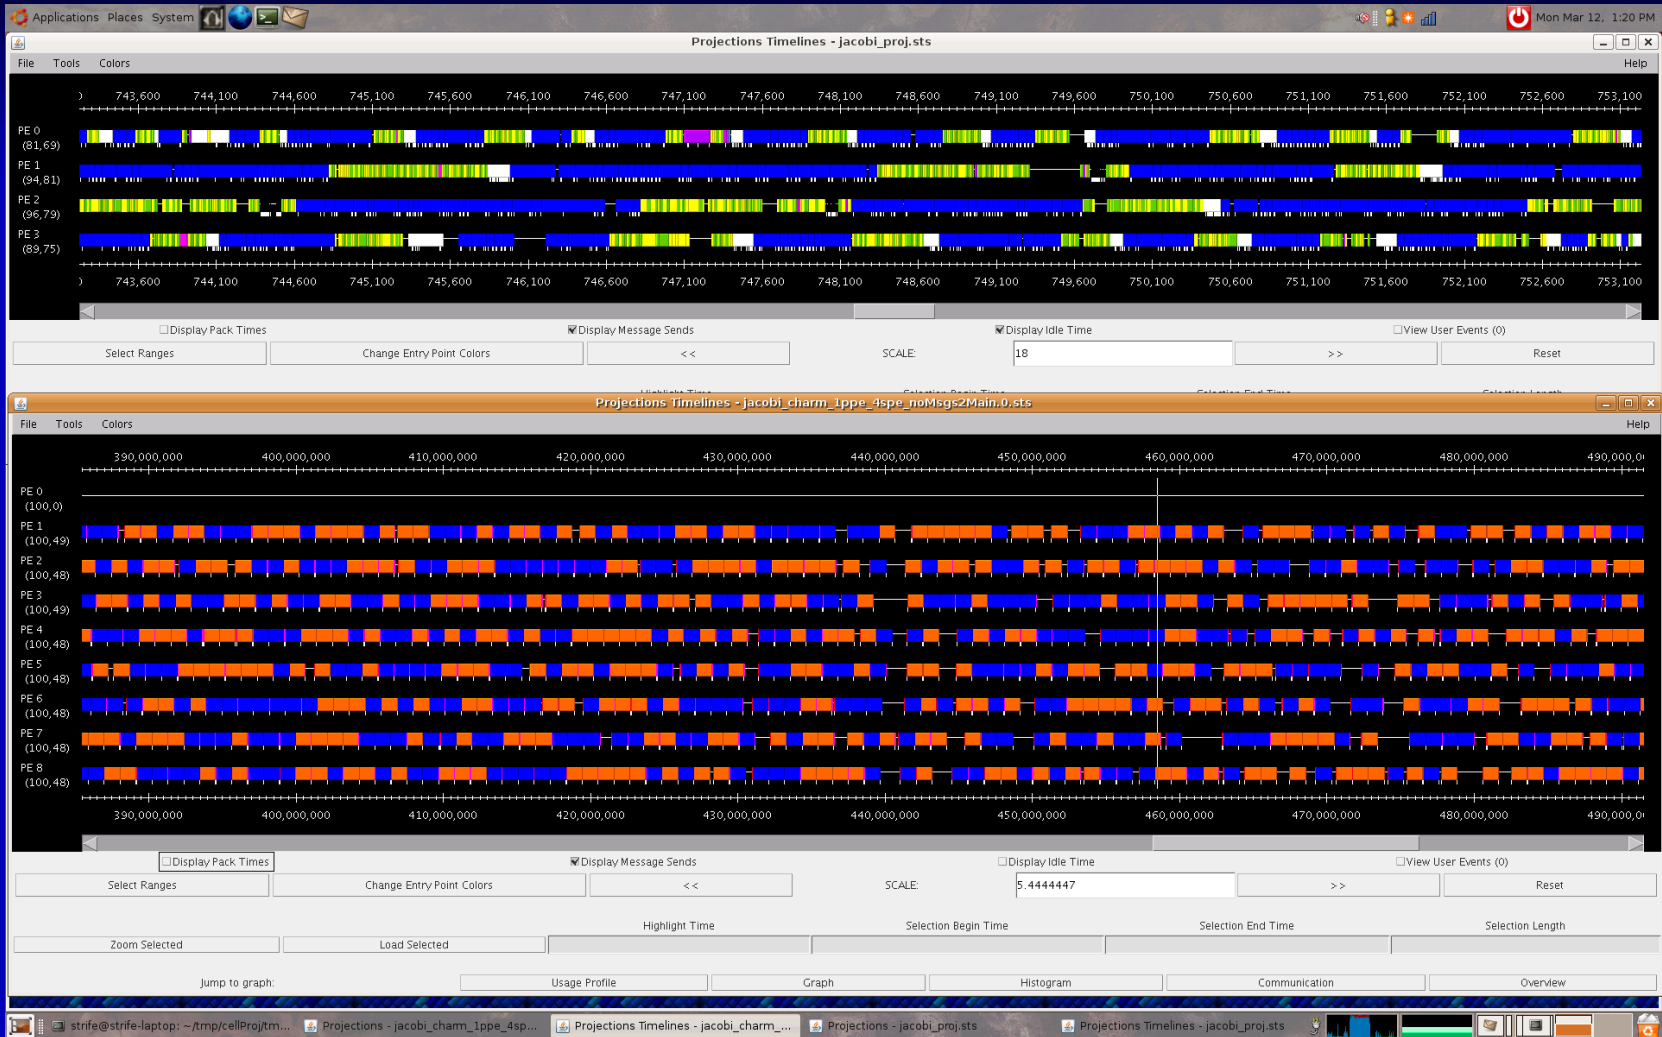 Applications Places System Mon Mar 12, 1:20 PM
Projections Timelines - jacobi_proj.sts
File Tools Colors Help
743,600 744,100 744,600 745,100 745,600 746,100 746,600 747,100 747,600 748,100 748,600 749,100 749,600 750,100 750,600 751,100 751,600 752,100 752,600 753,100
PE 0
(81,69)
PE 1
(94,81)
PE 2
(96,79)
PE 3
(89,75)
743,600 744,100 744,600 745,100 745,600 746,100 746,600 747,100 747,600 748,100 748,600 749,100 749,600 750,100 750,600 751,100 751,600 752,100 752,600 753,100
Display Pack Times Display Message Sends Display Idle Time View User Events (0)
Select Ranges Change Entry Point Colors << SCALE: 18 >> Reset
Highlight Time Selection Begin Time Selection End Time Selection Length
Projections Timelines - jacobi_charm_1ppe_4spe_noMsgs2Main.0.sts
File Tools Colors Help
390,000,000 400,000,000 410,000,000 420,000,000 430,000,000 440,000,000 450,000,000 460,000,000 470,000,000 480,000,000 490,000,0
PE 0
(100,0)
PE 1
(100,49)
PE 2
(100,48)
PE 3
(100,49)
PE 4
(100,48)
PE 5
(100,48)
PE 6
(100,48)
PE 7
(100,48)
PE 8
(100,48)
390,000,000 400,000,000 410,000,000 420,000,000 430,000,000 440,000,000 450,000,000 460,000,000 470,000,000 480,000,000 490,000,0
Display Pack Times Display Message Sends Display Idle Time View User Events (0)
Select Ranges Change Entry Point Colors << SCALE: 5.4444447 >> Reset
Highlight Time Selection Begin Time Selection End Time Selection Length
Zoom Selected Load Selected
Jump to graph: Usage Profile Graph Histogram Communication Overview
strife@strife-laptop: ~/tmp/cellProj/tm... Projections - jacobi_charm_1ppe_4sp... Projections Timelines - jacobi_charm_... Projections - jacobi_proj.sts Projections Timelines - jacobi_proj.sts